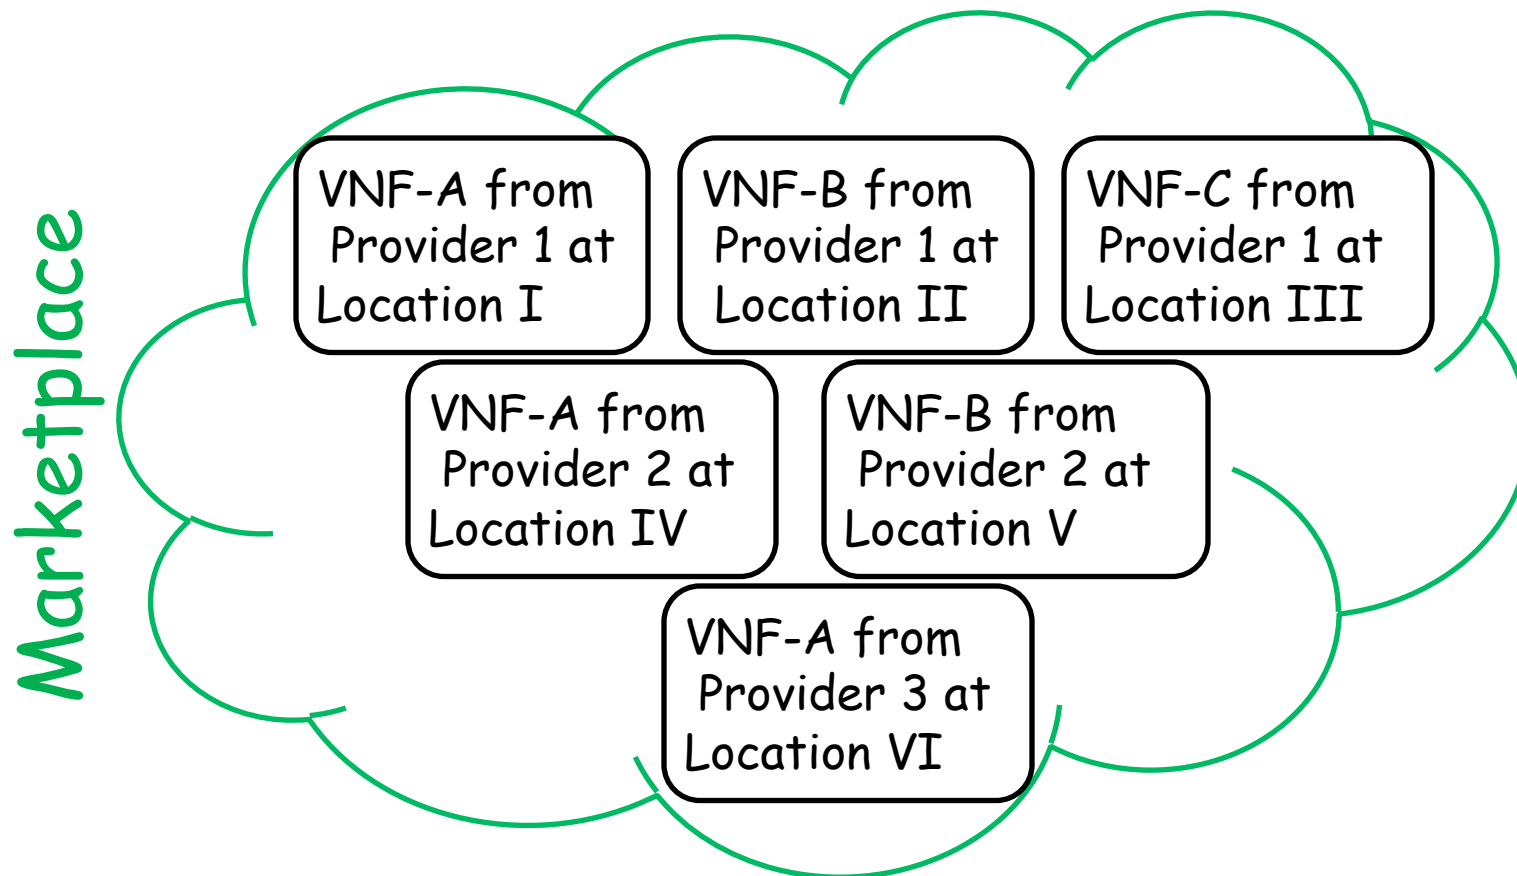 Marketplace
VNF-A from
Provider 1 at
Location I
VNF-B from
Provider 1 at
Location II
VNF-C from
Provider 1 at
Location III
VNF-A from
Provider 2 at
Location IV
VNF-B from
Provider 2 at
Location V
VNF-A from
Provider 3 at
Location VI